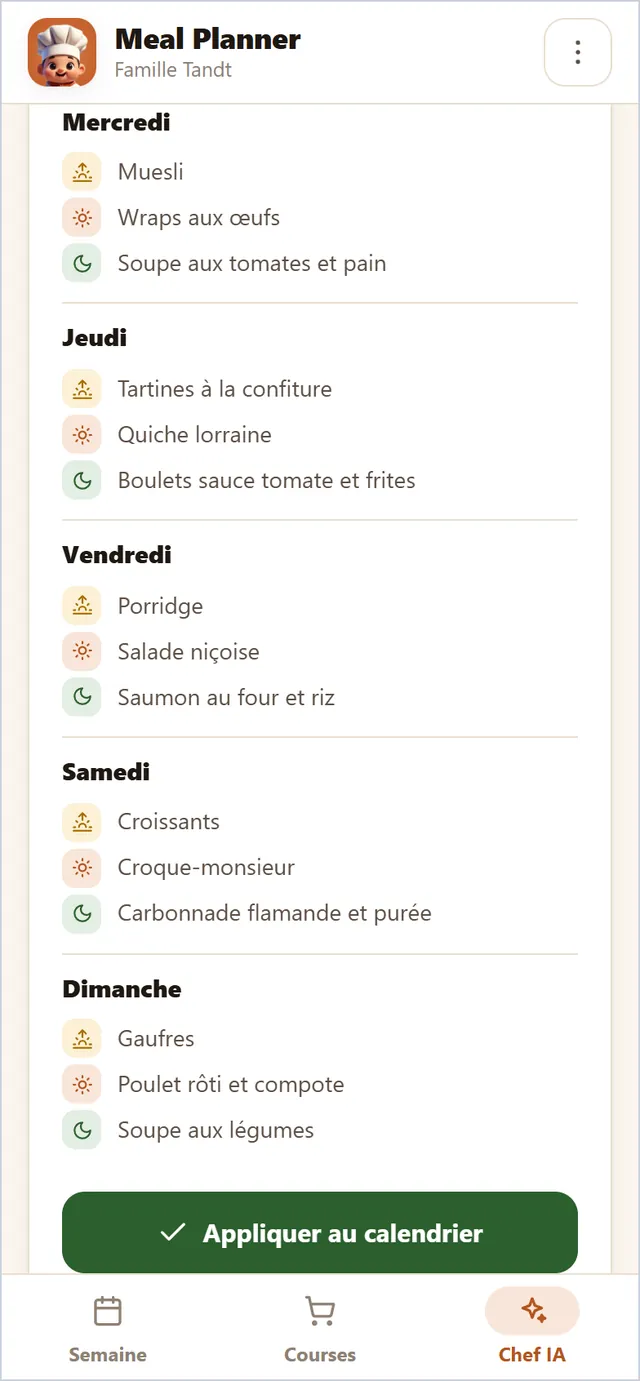 Meal Planner
Famille Tandt
Mercredi
Muesli
Wraps aux œufs
Soupe aux tomates et pain
Jeudi
Tartines à la confiture
Quiche lorraine
Boulets sauce tomate et frites
Vendredi
Porridge
Salade niçoise
Saumon au four et riz
Samedi
Croissants
Croque-monsieur
Carbonnade flamande et purée
Dimanche
Gaufres
Poulet rôti et compote
Soupe aux légumes
Appliquer au calendrier
Semaine
Courses
Chef IA